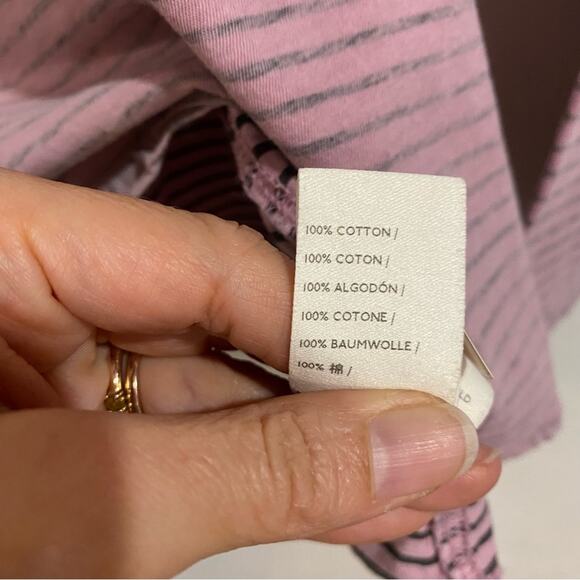 100% COTTON /
100% COTON /
100% ALGODÓN /
100% COTONE /
100% BAUMWOLLE /
100% 棉 /